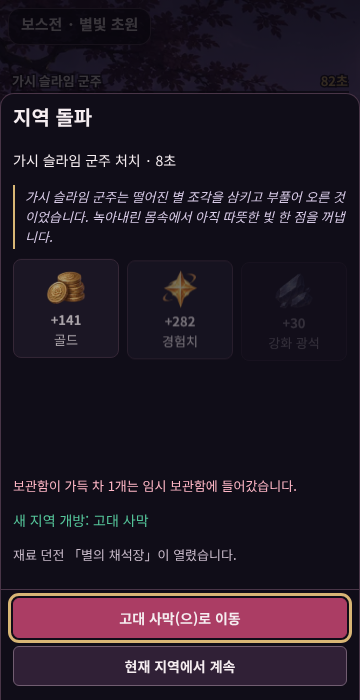 보스전 · 별빛 초원
가시 슬라임 군주
82초
지역 돌파
가시 슬라임 군주 처치 · 8초
가시 슬라임 군주는 떨어진 별 조각을 삼키고 부풀어 오른 것
이었습니다. 녹아내린 몸속에서 아직 따뜻한 빛 한 점을 꺼냅
니다.
+141
골드
+282
경험치
+30
강화 광석
보관함이 가득 차 1개는 임시 보관함에 들어갔습니다.
새 지역 개방: 고대 사막
재료 던전 「별의 채석장」이 열렸습니다.
고대 사막(으)로 이동
현재 지역에서 계속